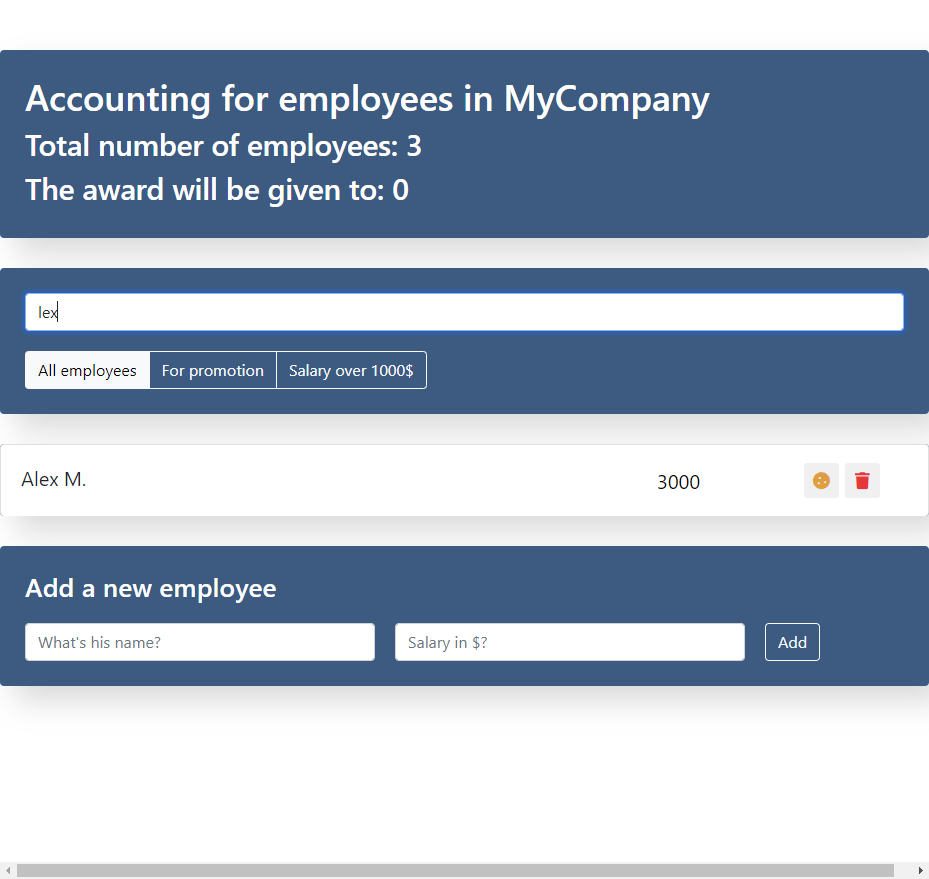 Accounting for employees in MyCompany
Total number of employees: 3
The award will be given to: 0
lex
All employees For promotion Salary over 1000$
Alex M. 3000
Add a new employee
What's his name? Salary in $? Add